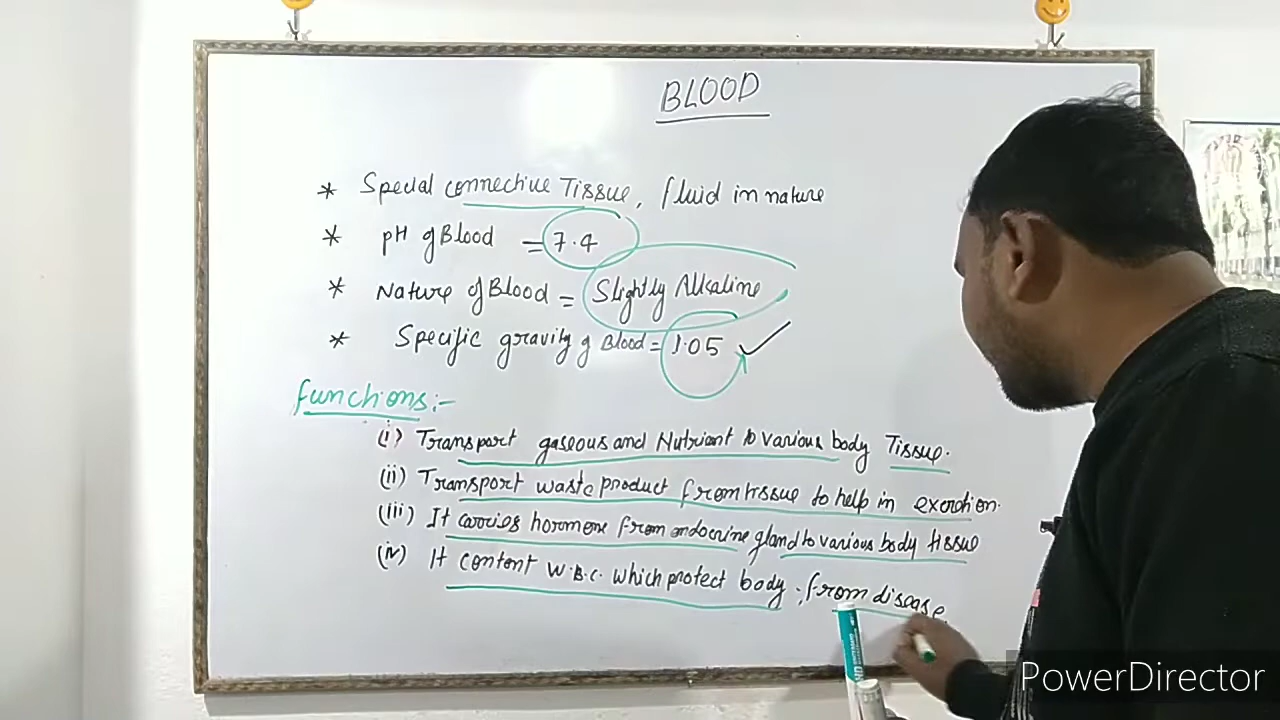 BLOOD
* Special connective Tissue, fluid in nature
* pH of Blood = 7.4
* Nature of Blood = Slightly Alkaline
* Specific gravity of Blood = 1.05 ✓
functions:-
(i) Transport gaseous and Nutrient to various body Tissue.
(ii) Transport waste product from tissue to help in excretion.
(iii) It carries hormone from endocrine gland to various body tissue
(iv) It content W.B.C. which protect body from disease.
PowerDirector